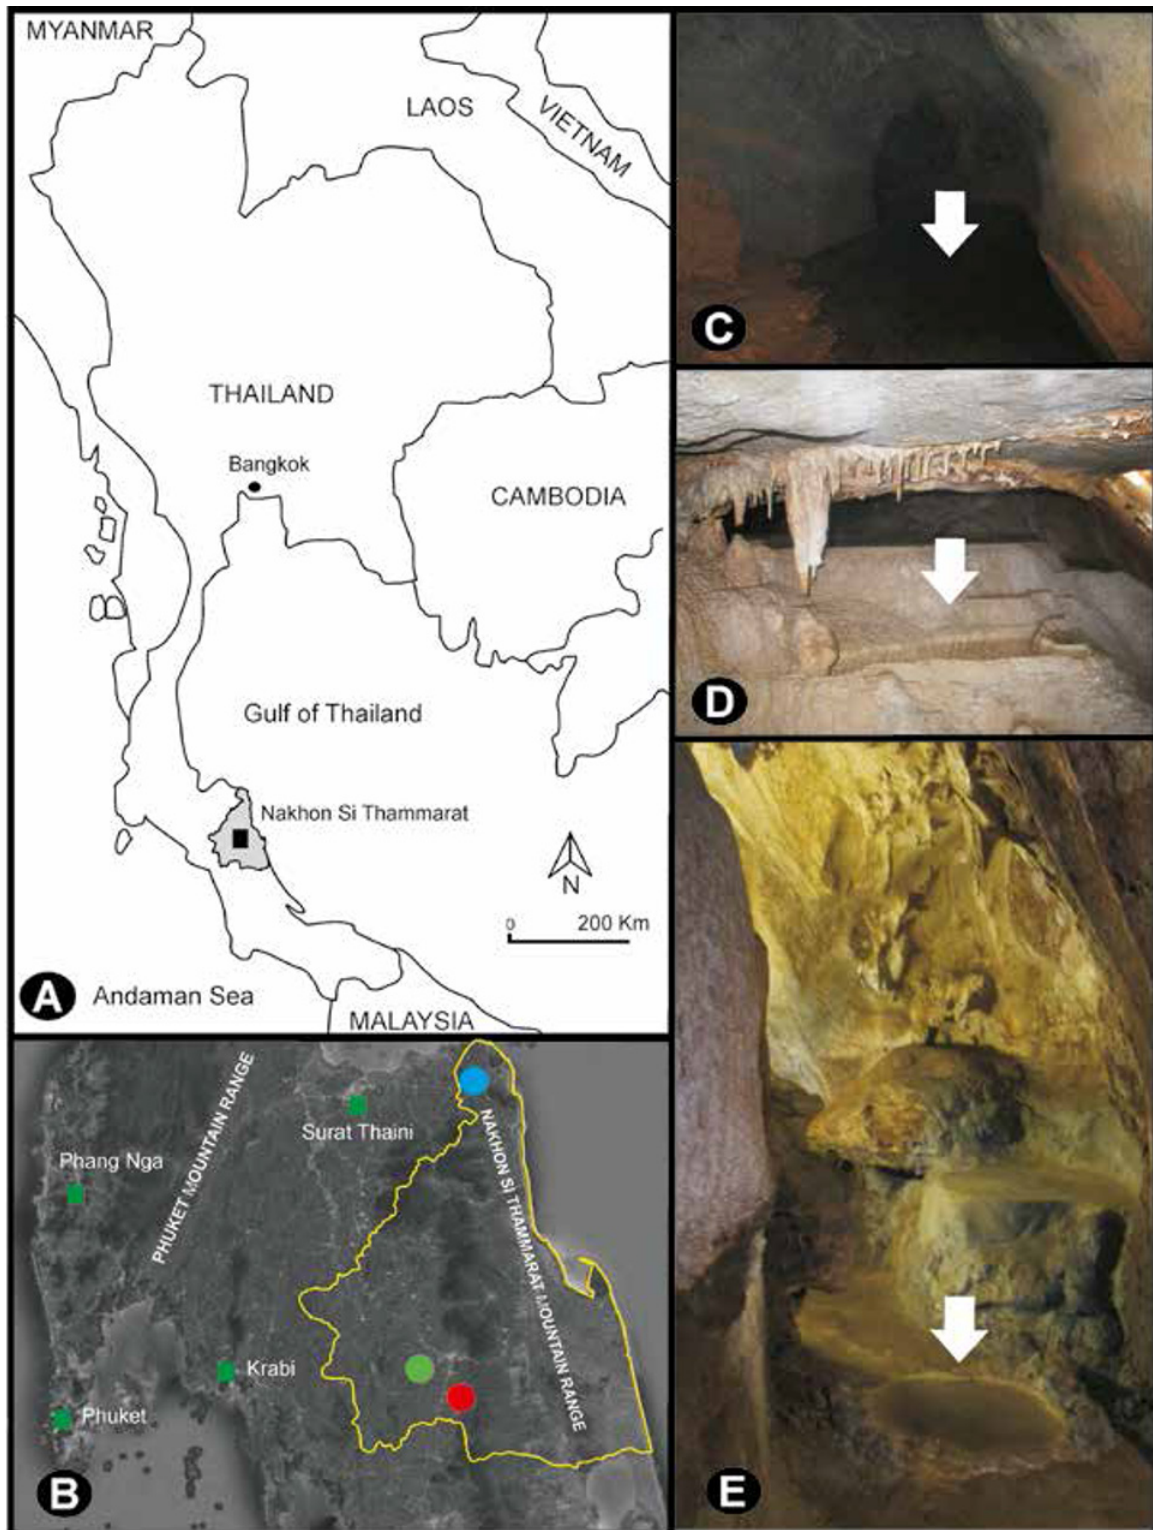 MYANMAR
LAOS
VIETNAM
THAILAND
Bangkok
CAMBODIA
Gulf of Thailand
Nakhon Si Thammarat
N
0 200 Km
A
Andaman Sea
MALAYSIA
PHUKET MOUNTAIN RANGE
Surat Thaini
NAKHON SI THAMMARAT MOUNTAIN RANGE
Phang Nga
Krabi
Phuket
B
C
D
E